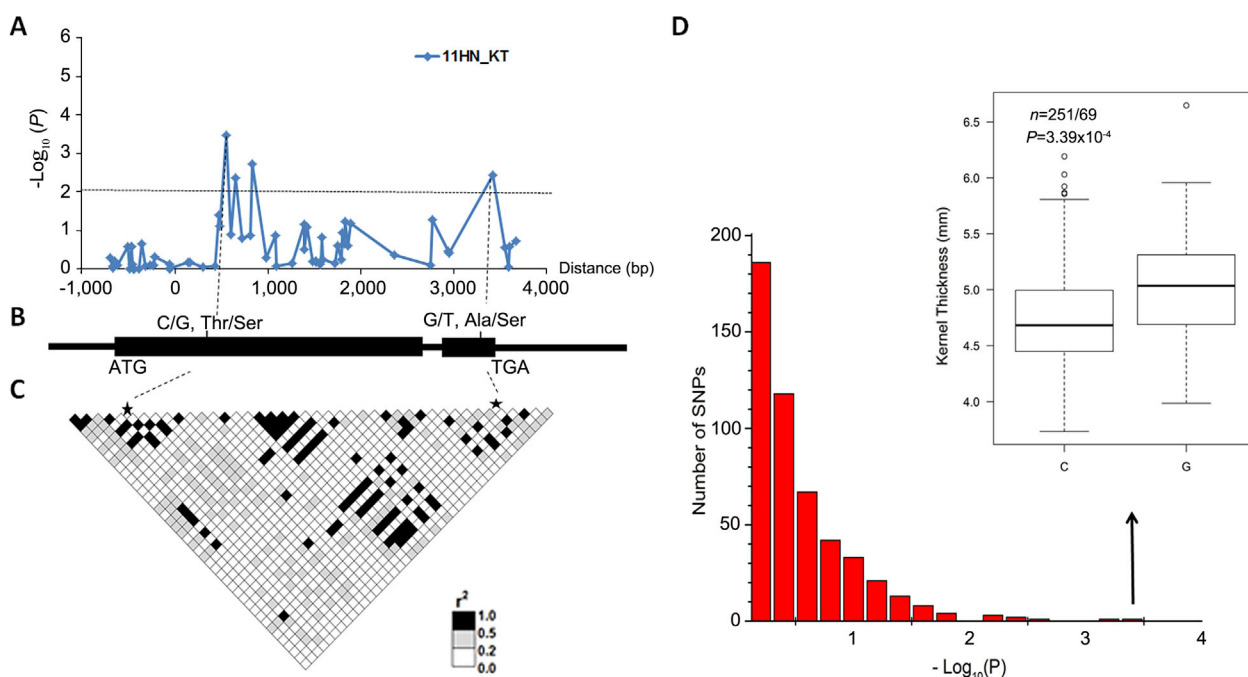 A
6
5
4
3
2
1
0
-Log10 (P)
11HN_KT
-1,000 0 1,000 2,000 3,000 4,000
Distance (bp)
B
C/G, Thr/Ser
G/T, Ala/Ser
ATG
TGA
C
r2
1.0
0.5
0.2
0.0
D
200
150
100
50
0
Number of SNPs
1 2 3 4
- Log10(P)
n=251/69
P=3.39x10-4
6.5
6.0
5.5
5.0
4.5
4.0
Kernel Thickness (mm)
C G